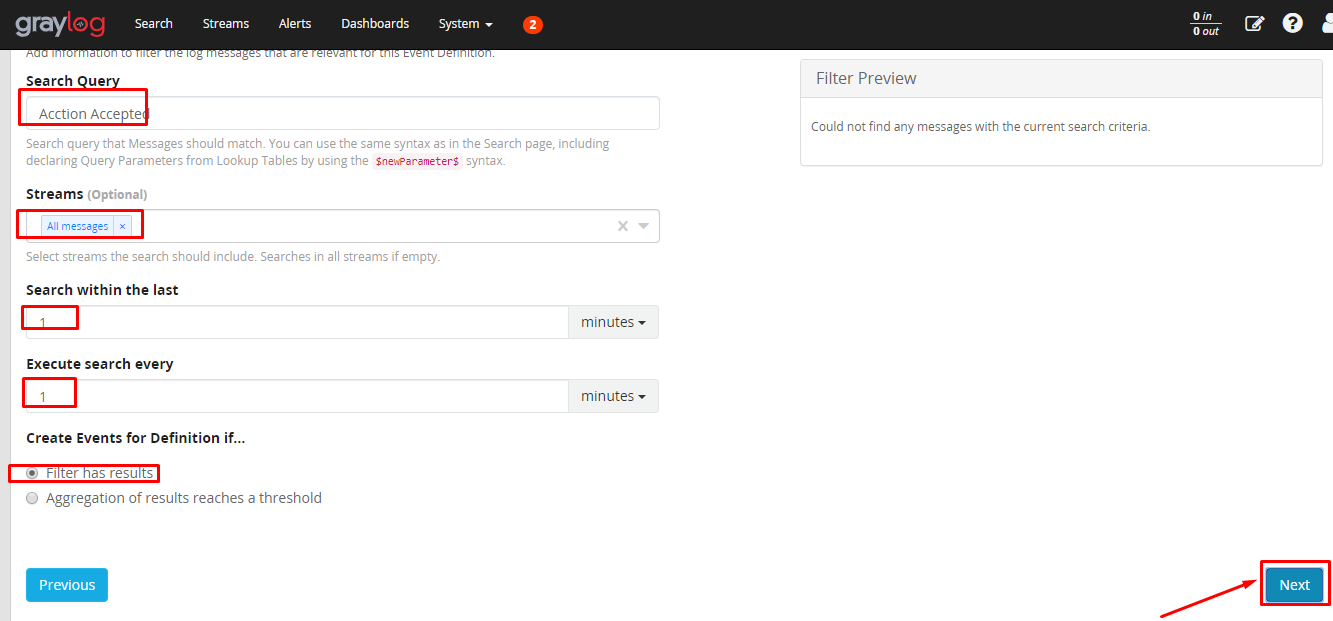 graylog Search Streams Alerts Dashboards System 2 0 in
0 out
Add information to filter the log messages that are relevant for this Event Definition.
Search Query
Acction Accepted
Search query that Messages should match. You can use the same syntax as in the Search page, including
declaring Query Parameters from Lookup Tables by using the $newParameter$ syntax.
Streams (Optional)
All messages ×
Select streams the search should include. Searches in all streams if empty.
Search within the last
1 minutes
Execute search every
1 minutes
Create Events for Definition if...
Filter has results
Aggregation of results reaches a threshold
Previous
Next
Filter Preview
Could not find any messages with the current search criteria.